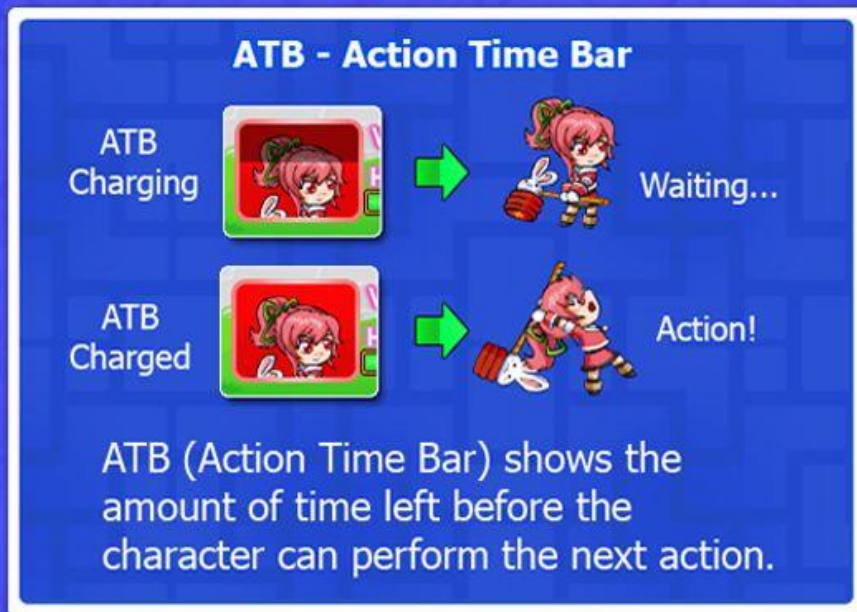 ATB - Action Time Bar
ATB
Charging
Waiting...
ATB
Charged
Action!
ATB (Action Time Bar) shows the
amount of time left before the
character can perform the next action.